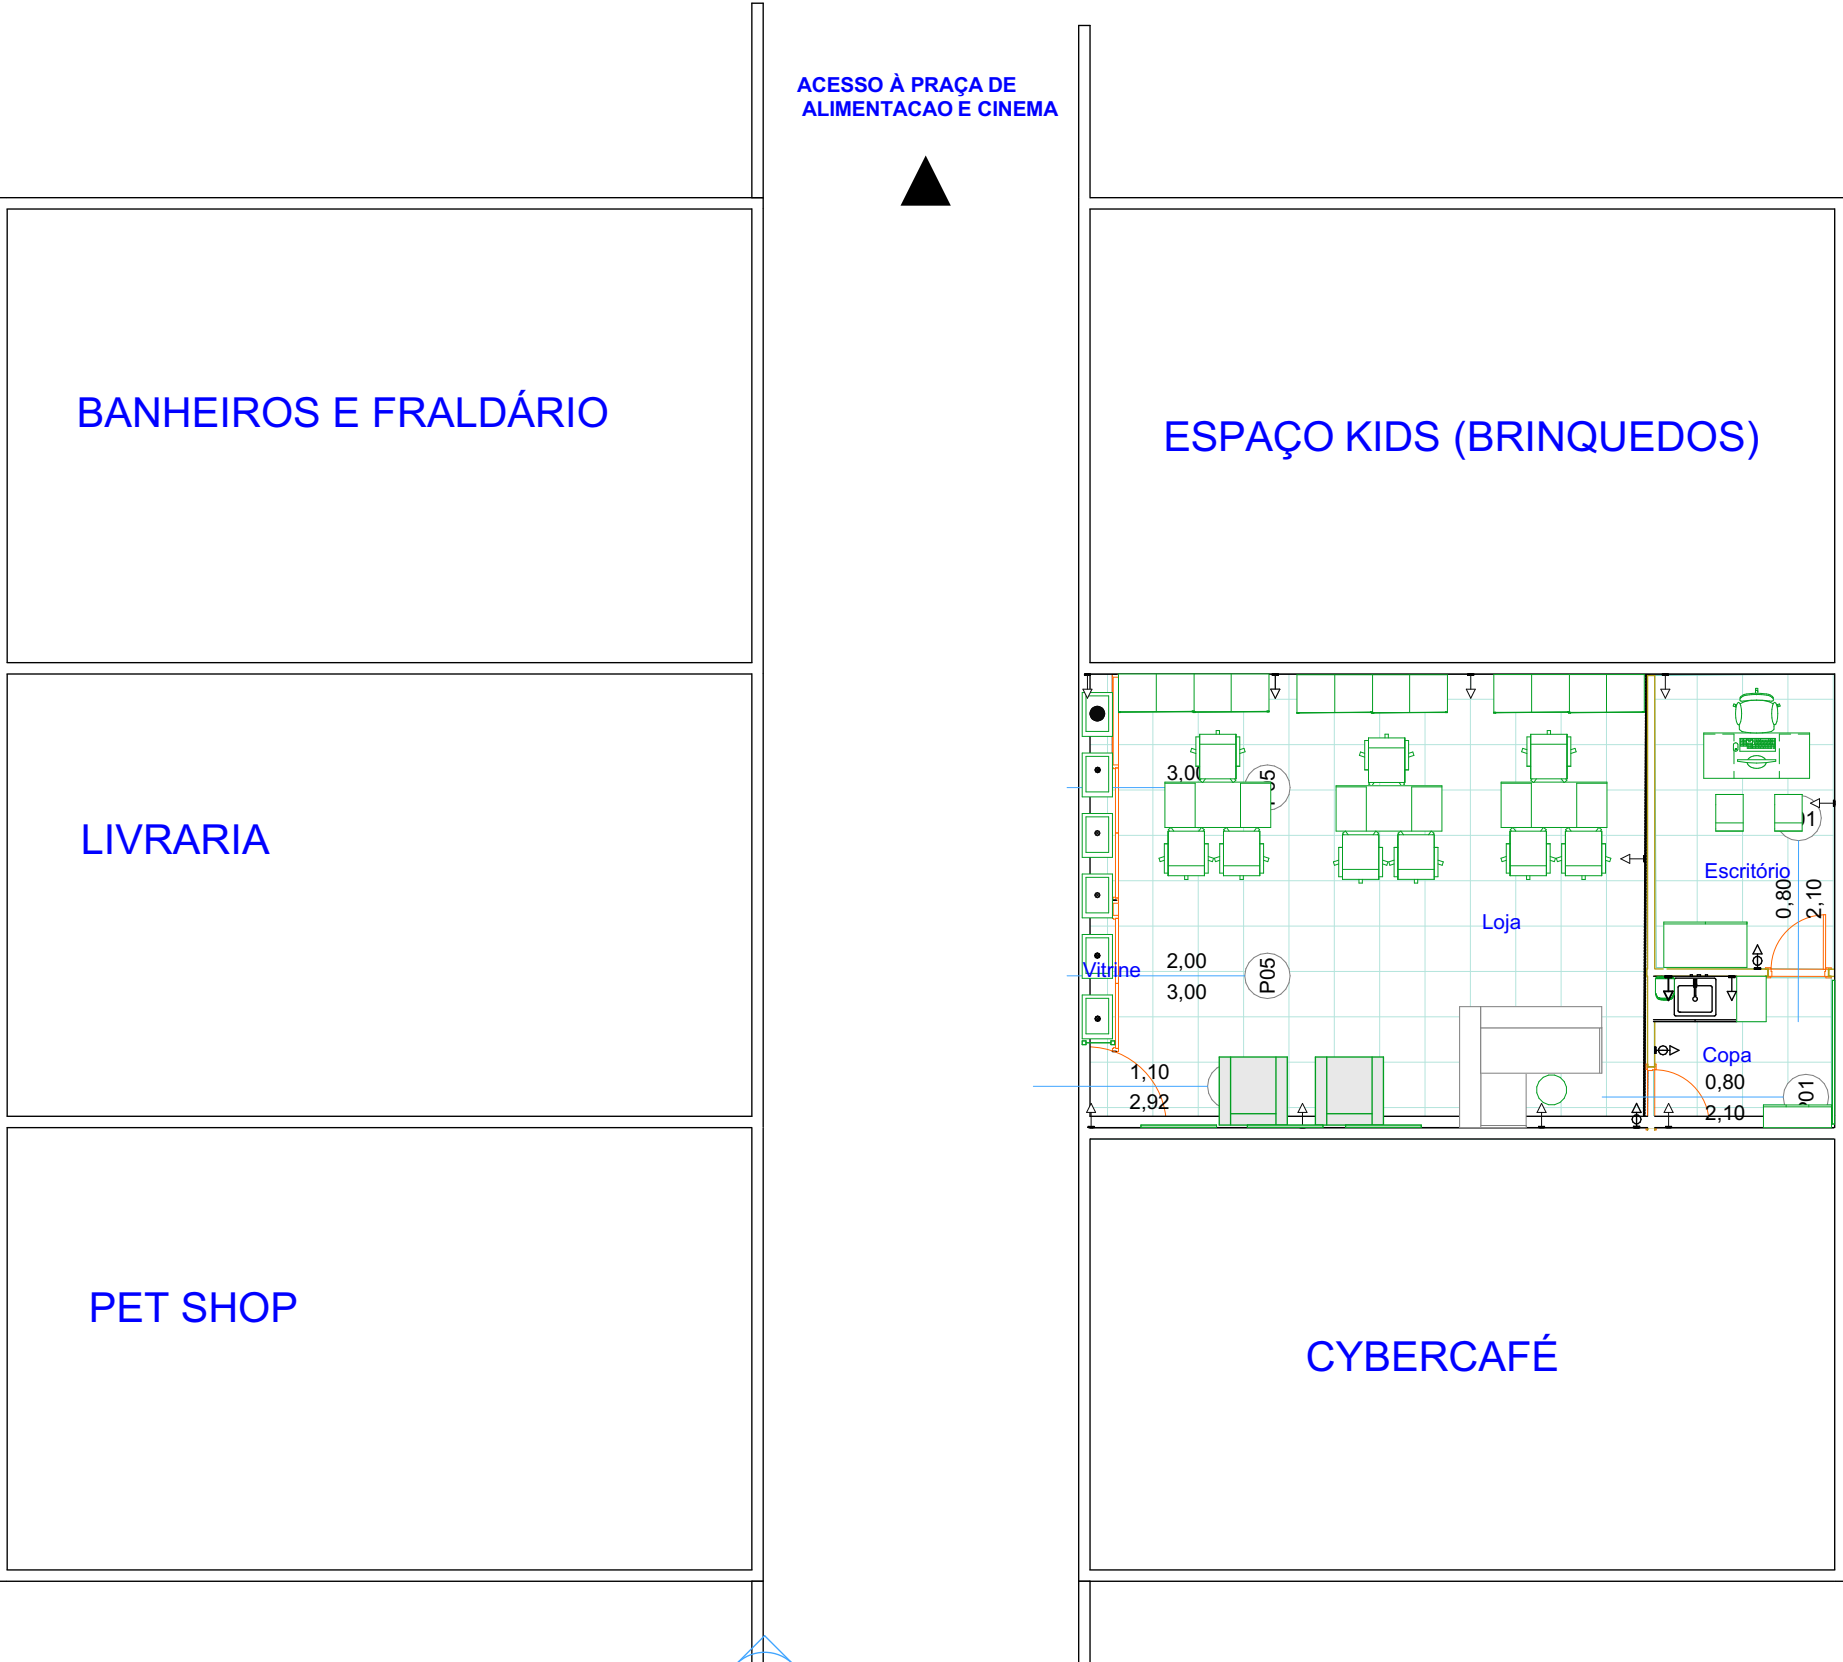 ACESSO À PRAÇA DE
ALIMENTACAO E CINEMA
BANHEIROS E FRALDÁRIO
ESPAÇO KIDS (BRINQUEDOS)
LIVRARIA
3,00
Escritório
0,80
2,10
Loja
Vitrine
2,00
3,00
P05
Copa
1,10
2,92
0,80
2,10
PET SHOP
CYBERCAFÉ